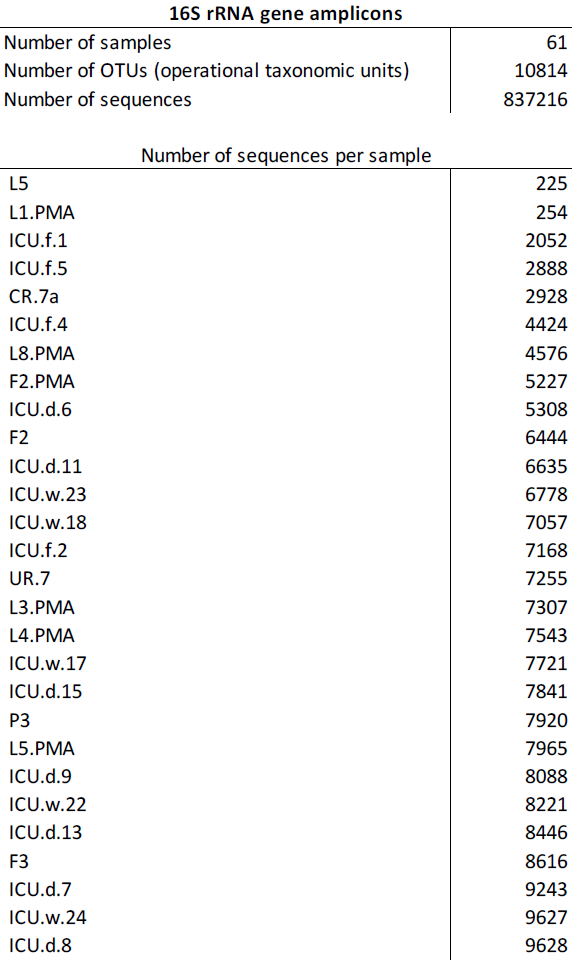 16S rRNA gene amplicons
Number of samples 61
Number of OTUs (operational taxonomic units) 10814
Number of sequences 837216
Number of sequences per sample
L5 225
L1.PMA 254
ICU.f.1 2052
ICU.f.5 2888
CR.7a 2928
ICU.f.4 4424
L8.PMA 4576
F2.PMA 5227
ICU.d.6 5308
F2 6444
ICU.d.11 6635
ICU.w.23 6778
ICU.w.18 7057
ICU.f.2 7168
UR.7 7255
L3.PMA 7307
L4.PMA 7543
ICU.w.17 7721
ICU.d.15 7841
P3 7920
L5.PMA 7965
ICU.d.9 8088
ICU.w.22 8221
ICU.d.13 8446
F3 8616
ICU.d.7 9243
ICU.w.24 9627
ICU.d.8 9628